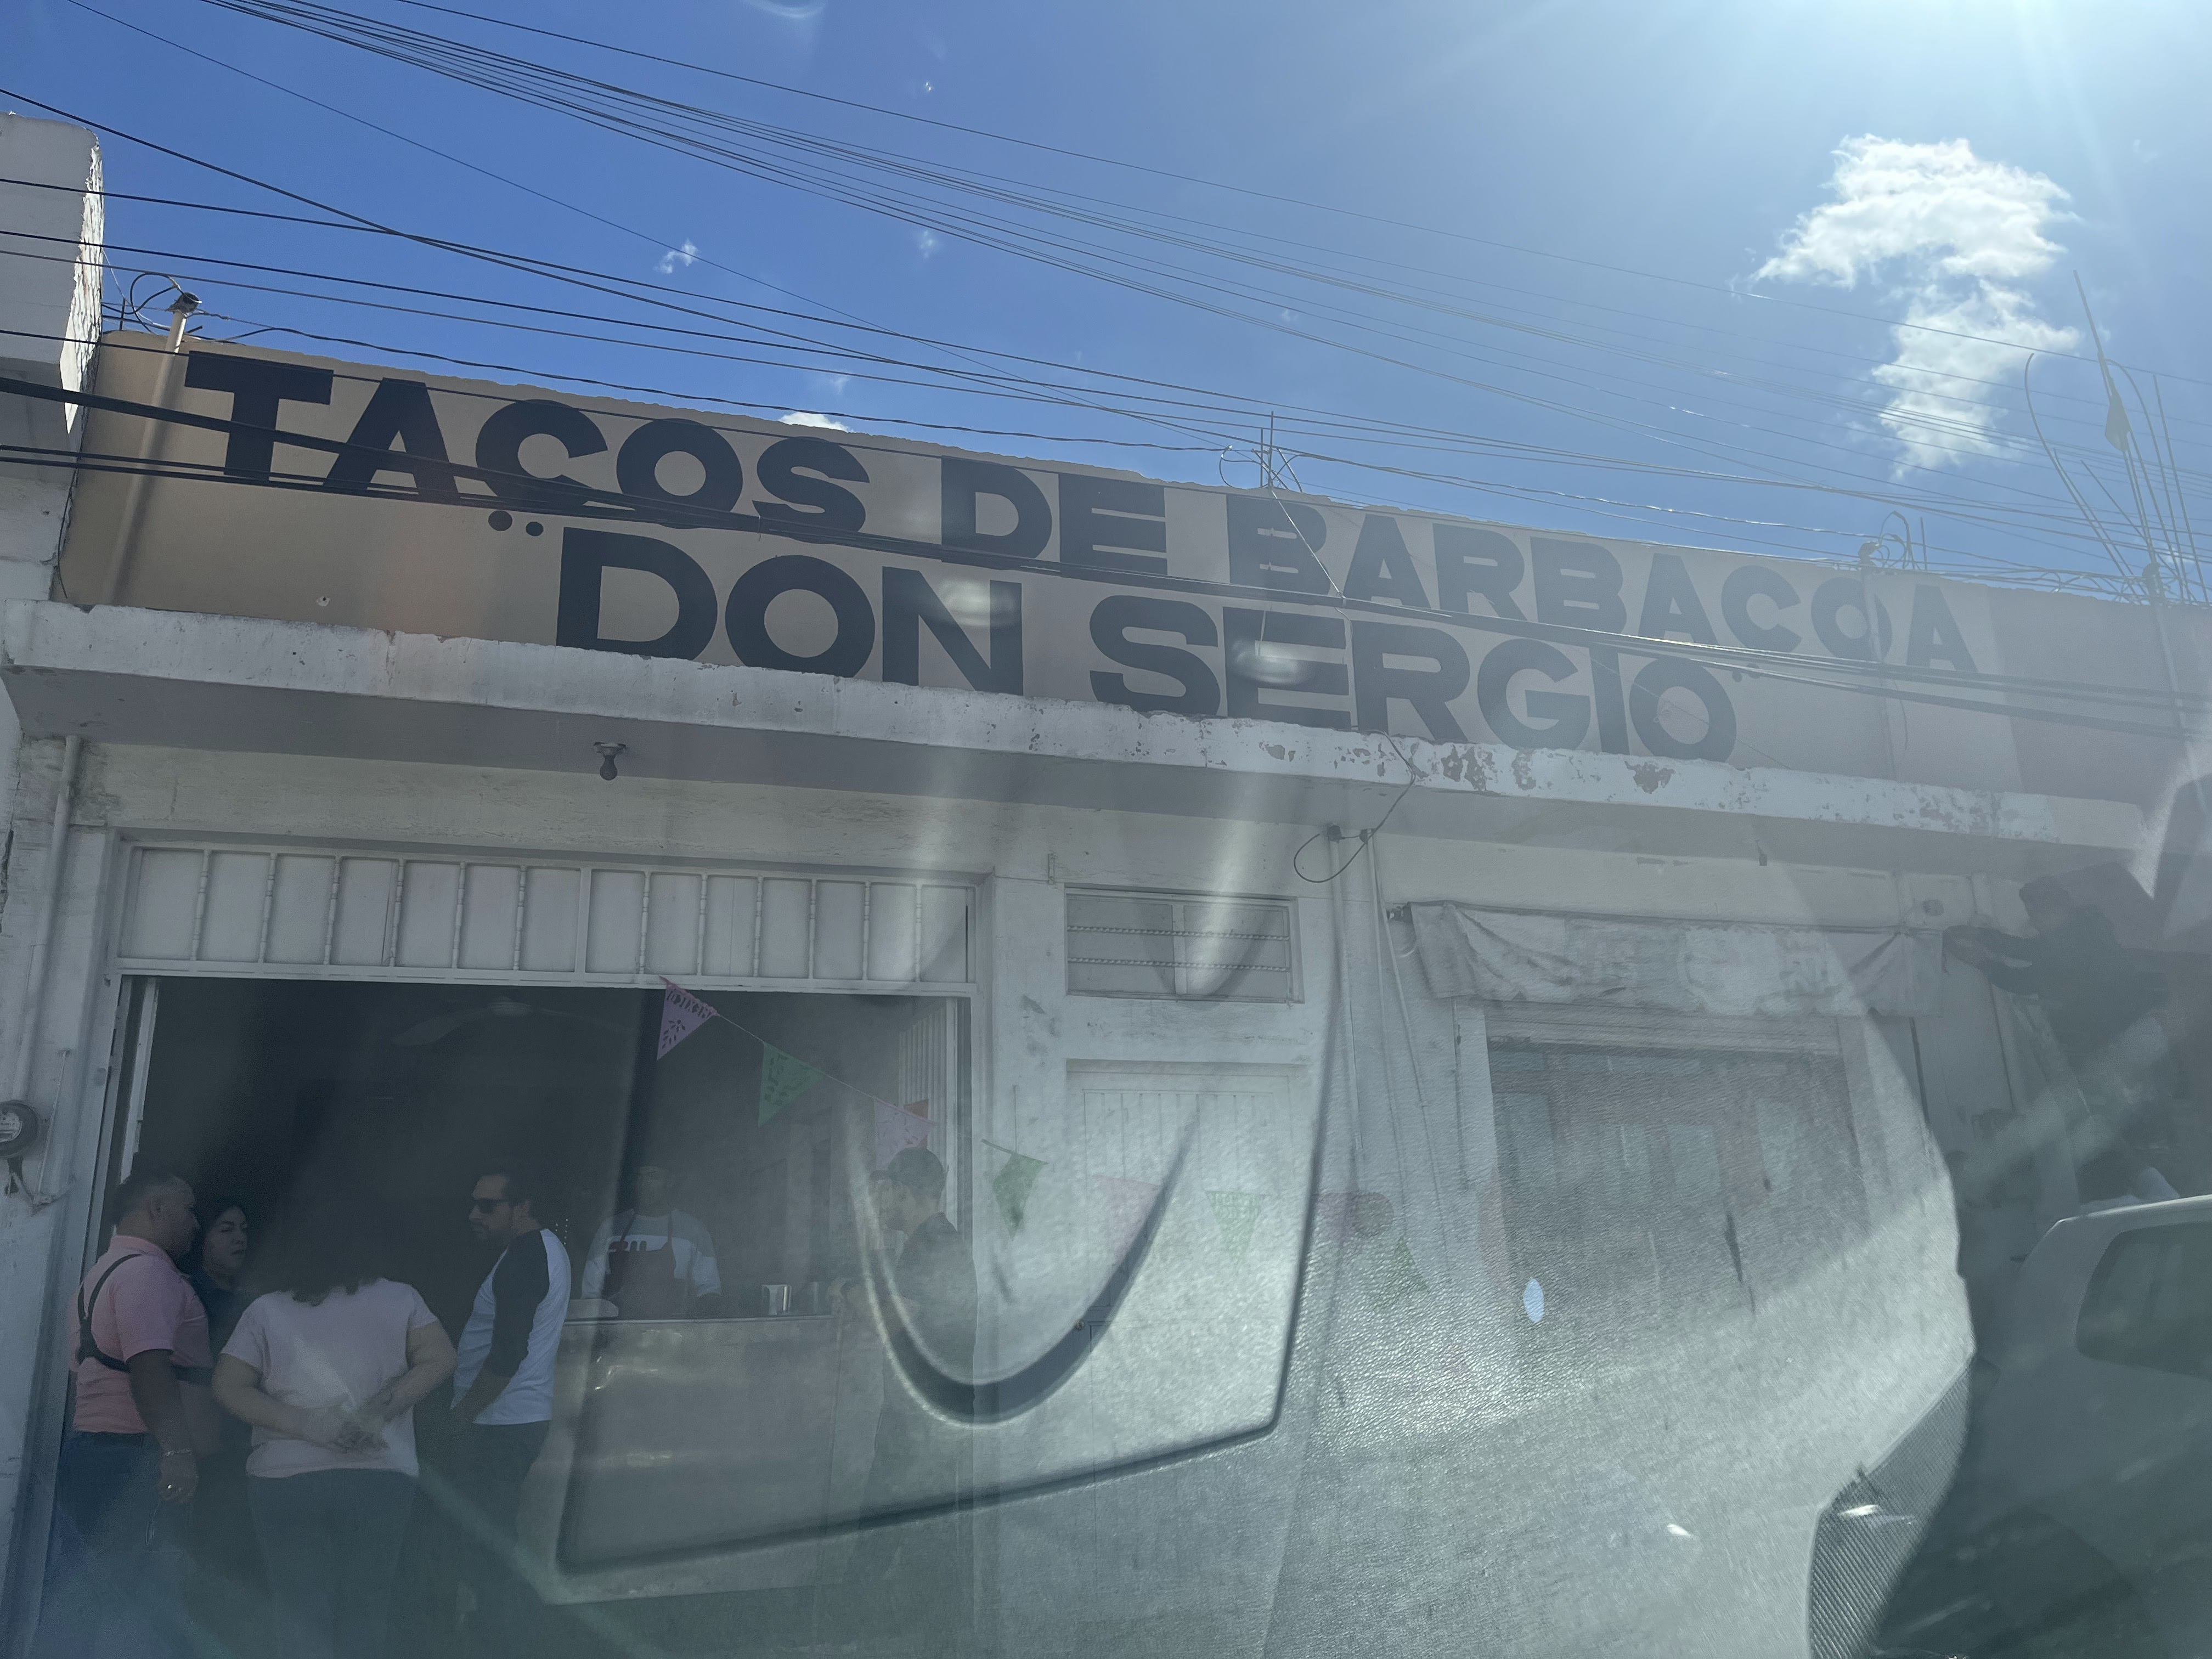 TACOS DE BARBACOA
¨DON SERGIO¨